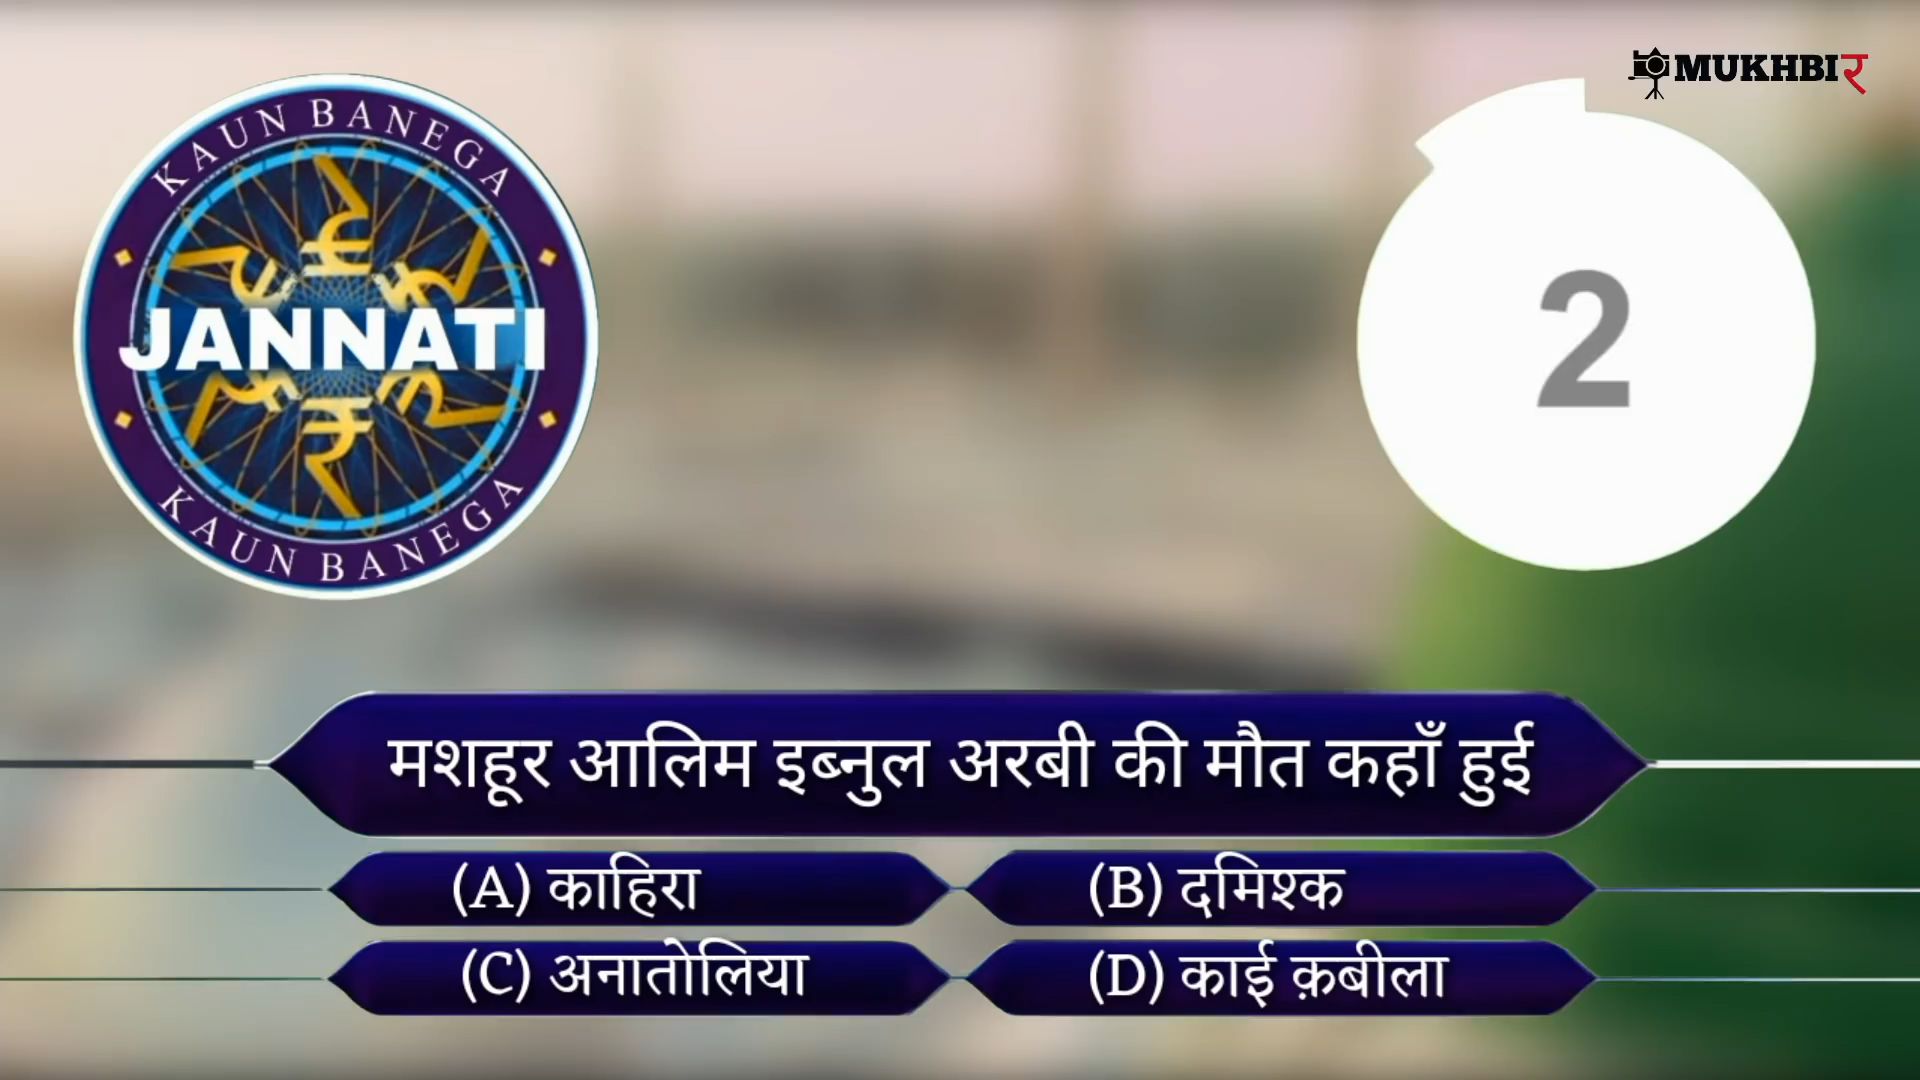 MUKHBIर
KAUN BANEGA
JANNATI
KAUN BANEGA
2
मशहूर आलिम इब्नुल अरबी की मौत कहाँ हुई
(A) काहिरा
(B) दमिश्क
(C) अनातोलिया
(D) काई क़बीला